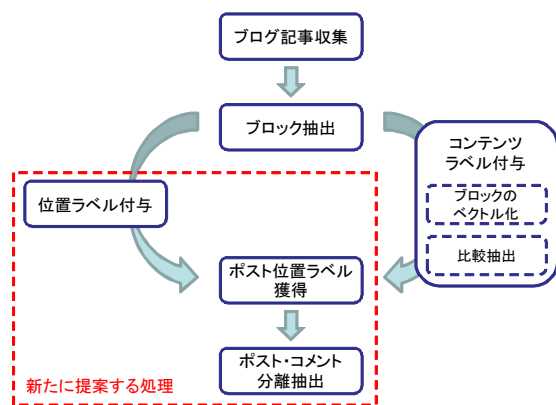 ブログ記事収集
ブロック抽出
コンテンツ
ラベル付与
ブロックの
ベクトル化
比較抽出
位置ラベル付与
ポスト位置ラベル
獲得
ポスト・コメント
分離抽出
新たに提案する処理